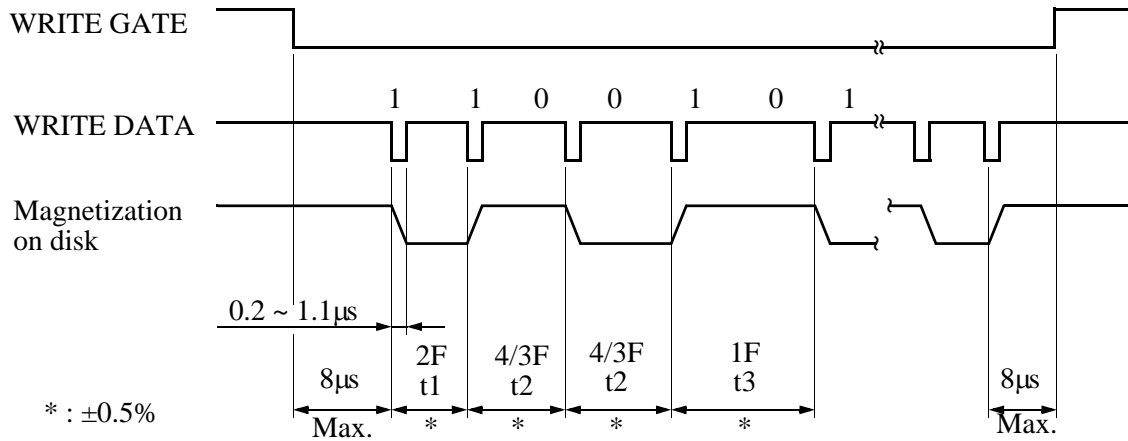 WRITE GATE
1 1 0 0 1 0 1
WRITE DATA
Magnetization
on disk
0.2 ~ 1.1μs
2F 4/3F 4/3F 1F
8μs t1 t2 t2 t3 8μs
* : ±0.5%
Max. * * * * Max.